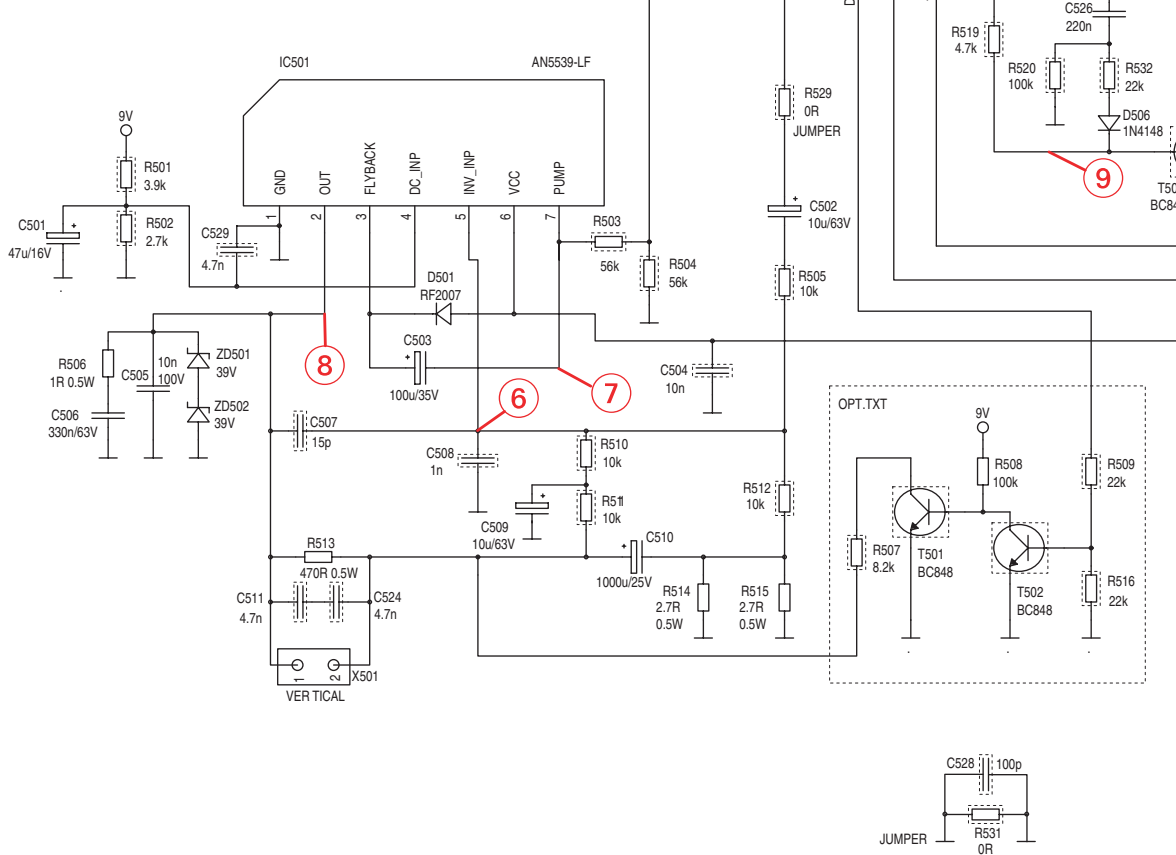 C526
220n
R519
4.7k
R520
100k
R532
22k
D506
1N4148
9
BC84
IC501
AN5539-LF
R529
0R
JUMPER
9V
R501
3.9k
GND
OUT
FLYBACK
DC_INP
INV_INP
VCC
PUMP
1
2
3
4
5
6
7
C501
47u/16V
R502
2.7k
C529
4.7n
R503
56k
R504
56k
C502
10u/63V
R505
10k
D501
RF2007
8
C503
100u/35V
6
7
C504
10n
R506
1R 0.5W
C505
10n
100V
ZD501
39V
ZD502
39V
C506
330n/63V
C507
15p
C508
1n
R510
10k
R511
10k
C509
10u/63V
R512
10k
OPT.TXT
9V
R508
100k
R509
22k
R513
470R 0.5W
C510
1000u/25V
R507
8.2k
T501
BC848
T502
BC848
R516
22k
C511
4.7n
C524
4.7n
R514
2.7R
0.5W
R515
2.7R
0.5W
1
2
X501
VER TICAL
C528
100p
JUMPER
R531
0R